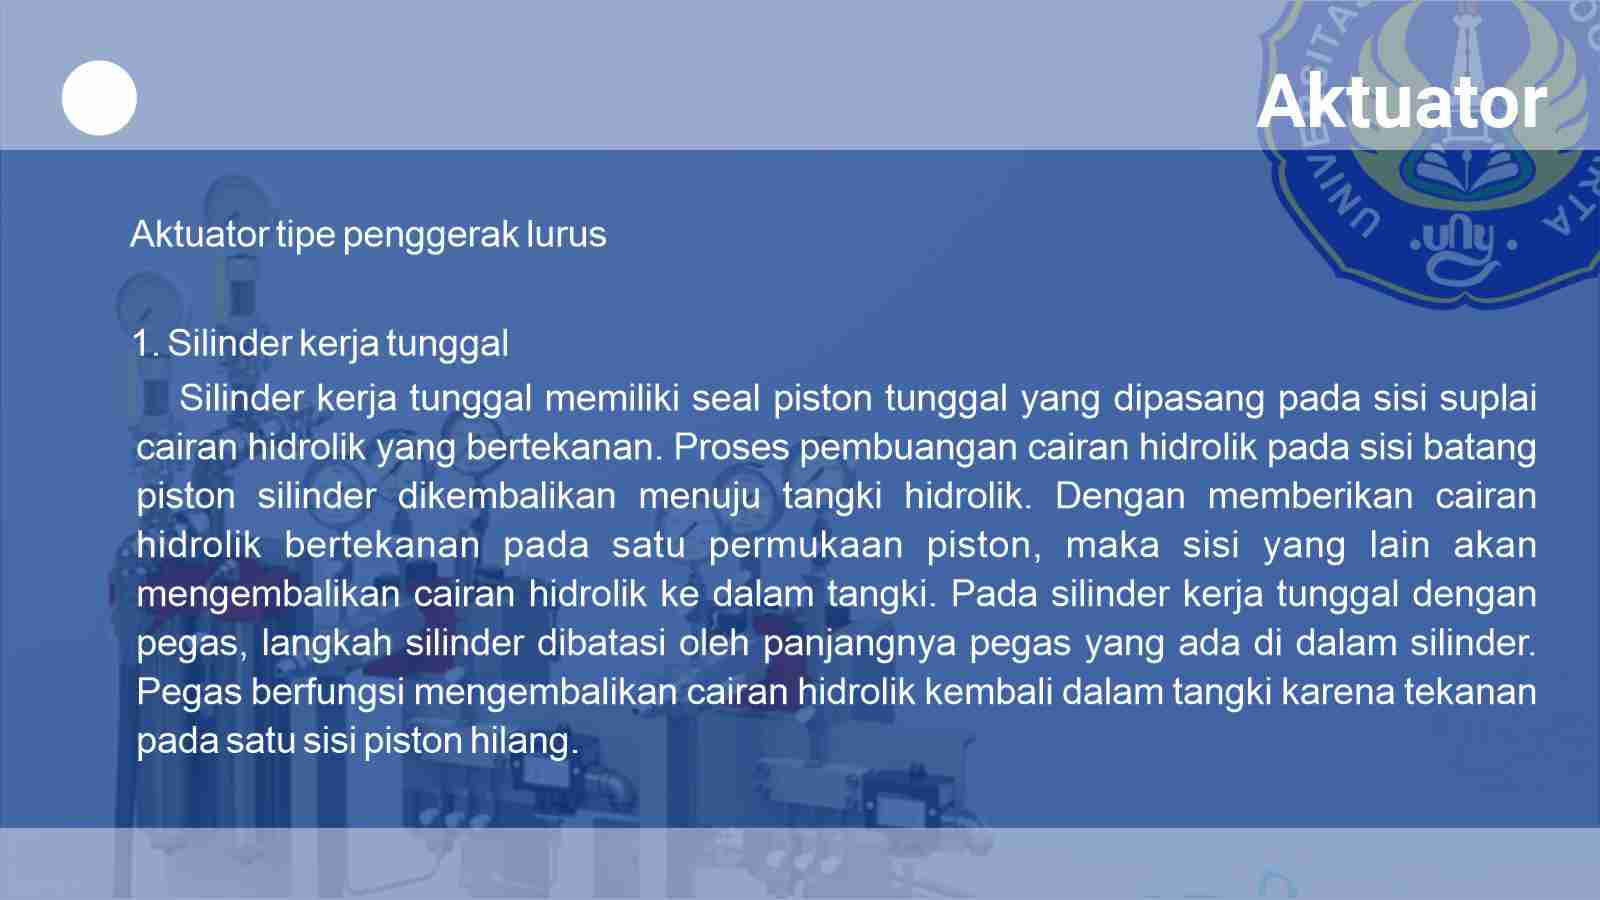 Aktuator
UNIVERSITAS
uny
Aktuator tipe penggerak lurus
1. Silinder kerja tunggal
Silinder kerja tunggal memiliki seal piston tunggal yang dipasang pada sisi suplai
cairan hidrolik yang bertekanan. Proses pembuangan cairan hidrolik pada sisi batang
piston silinder dikembalikan menuju tangki hidrolik. Dengan memberikan cairan
hidrolik bertekanan pada satu permukaan piston, maka sisi yang lain akan
mengembalikan cairan hidrolik ke dalam tangki. Pada silinder kerja tunggal dengan
pegas, langkah silinder dibatasi oleh panjangnya pegas yang ada di dalam silinder.
Pegas berfungsi mengembalikan cairan hidrolik kembali dalam tangki karena tekanan
pada satu sisi piston hilang.